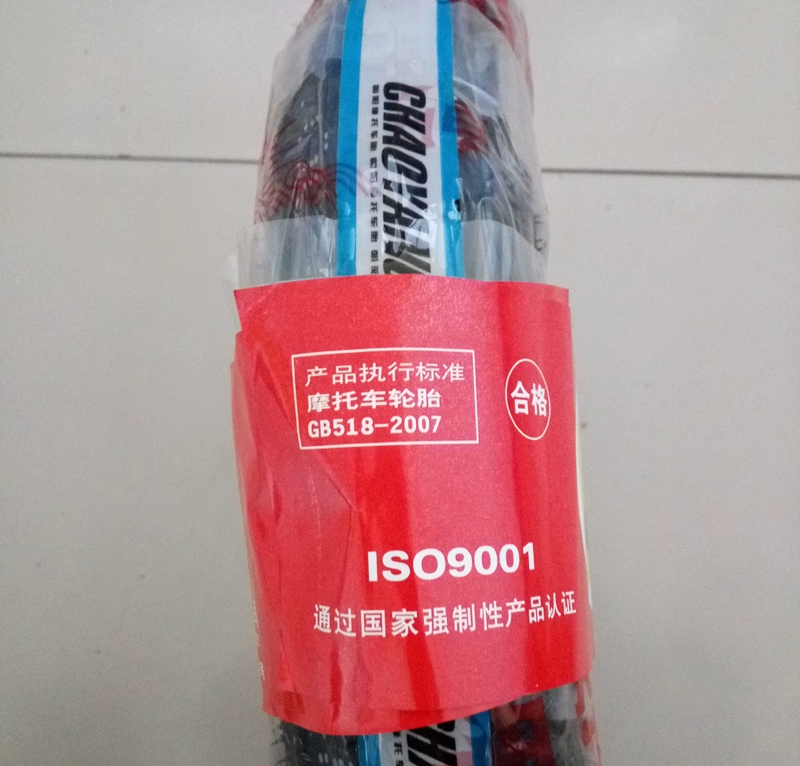 CHAOYANG
产品执行标准
摩托车轮胎
GB518-2007
合格
ISO9001
通过国家强制性产品认证